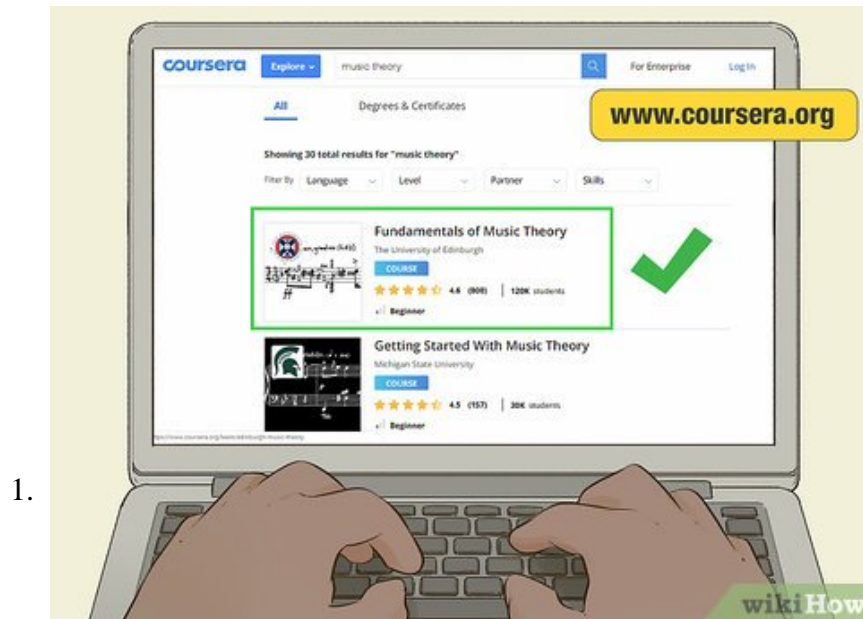 coursera Explore music theory For Enterprise Log In
www.coursera.org
All Degrees & Certificates
Showing 30 total results for "music theory"
Filter By Language Level Partner Skills
Fundamentals of Music Theory
The University of Edinburgh
COURSE
4.6 (909) | 120K students
Beginner
Getting Started With Music Theory
Michigan State University
COURSE
4.5 (157) | 30K students
Beginner
1.
wikiHow